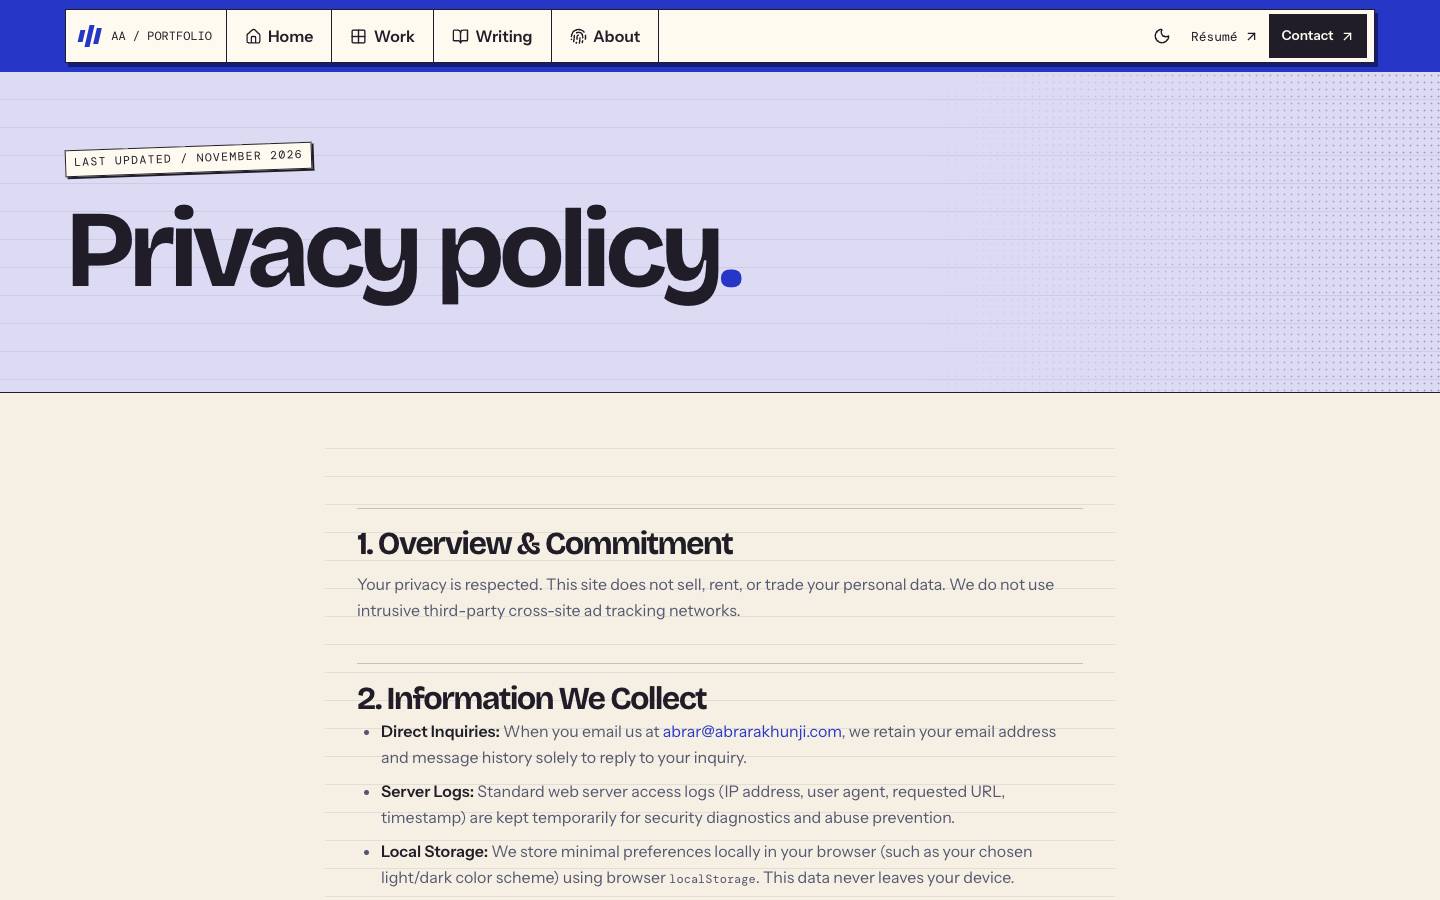 AA / PORTFOLIO
Home
Work
Writing
About
Résumé
Contact
LAST UPDATED / NOVEMBER 2026
Privacy policy.
1. Overview & Commitment
Your privacy is respected. This site does not sell, rent, or trade your personal data. We do not use
intrusive third-party cross-site ad tracking networks.
2. Information We Collect
• Direct Inquiries: When you email us at abrar@abrarakhunji.com, we retain your email address
and message history solely to reply to your inquiry.
• Server Logs: Standard web server access logs (IP address, user agent, requested URL,
timestamp) are kept temporarily for security diagnostics and abuse prevention.
• Local Storage: We store minimal preferences locally in your browser (such as your chosen
light/dark color scheme) using browser localStorage. This data never leaves your device.